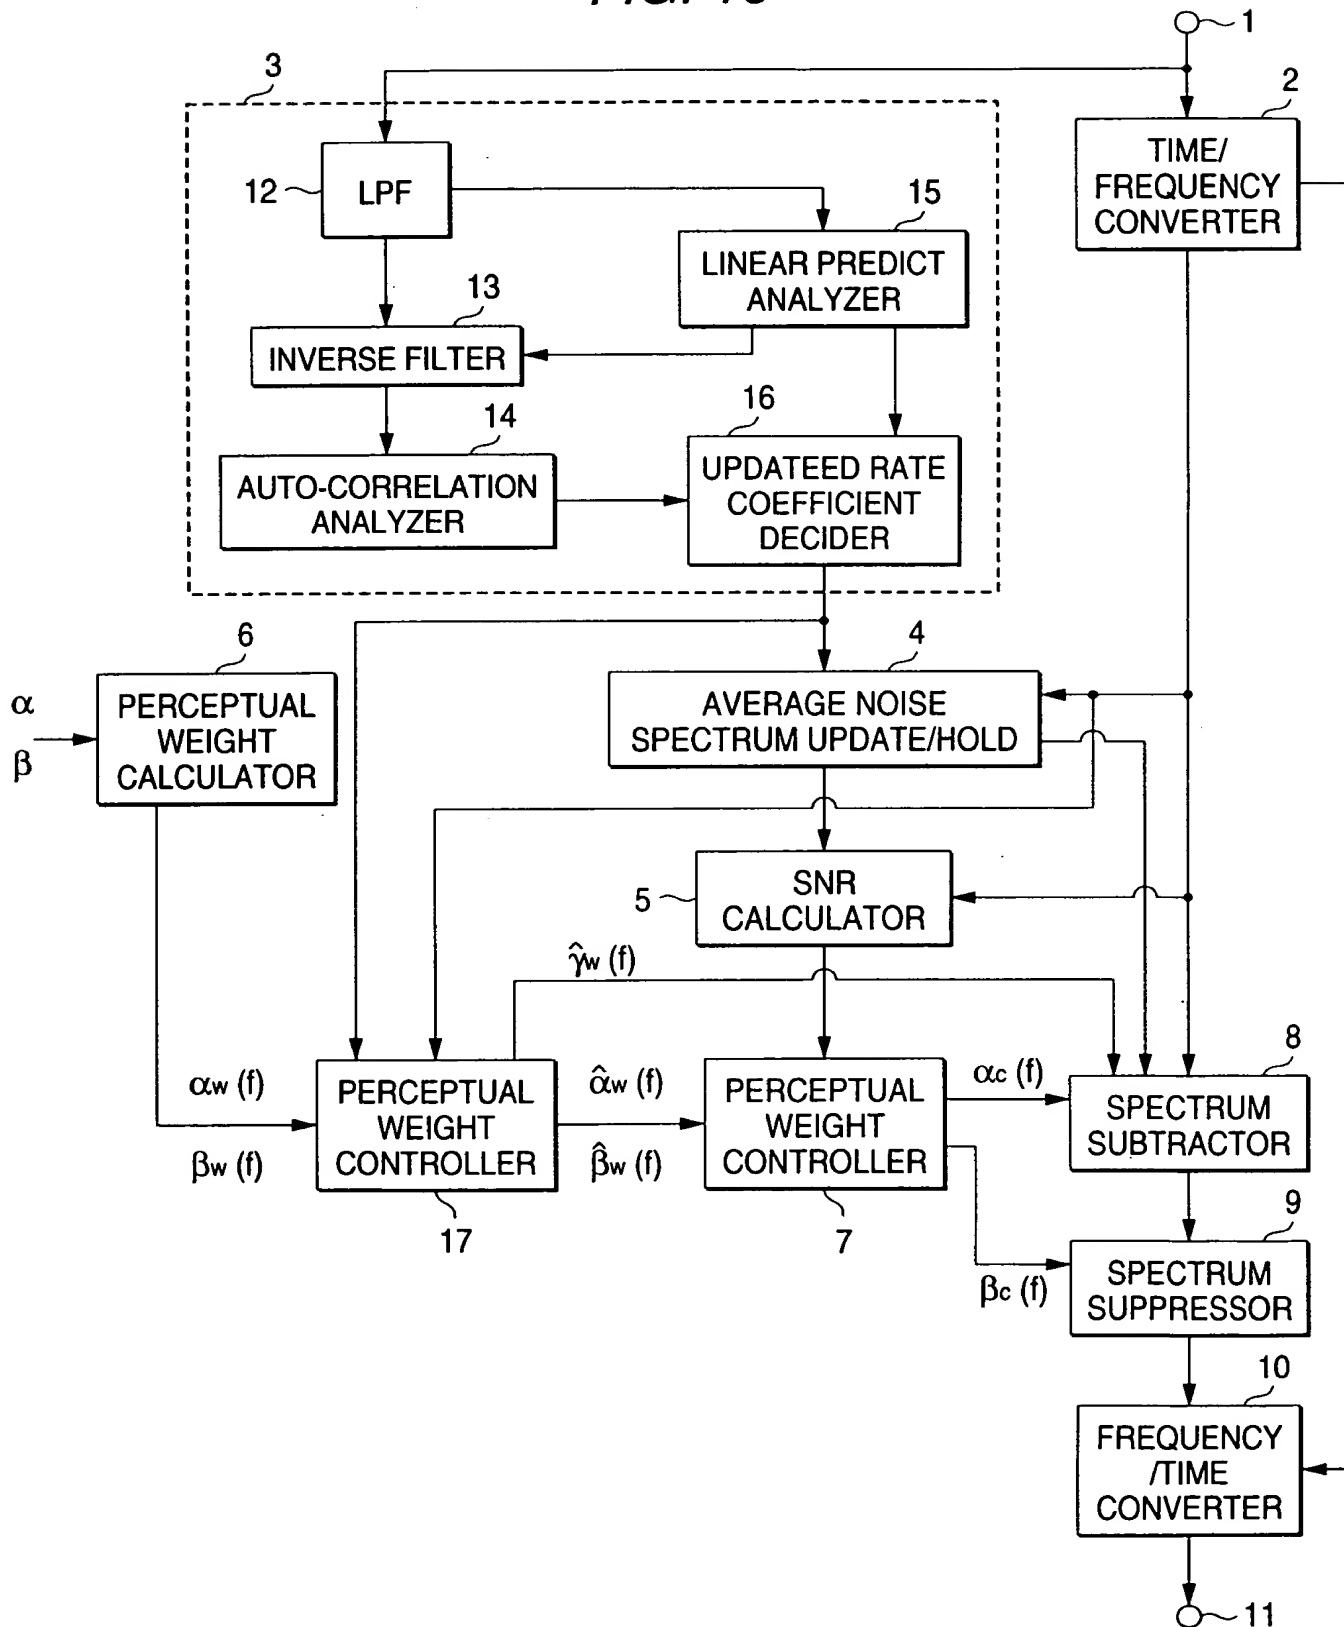 1
3
2
TIME/
FREQUENCY
CONVERTER
12
LPF
15
LINEAR PREDICT
ANALYZER
13
INVERSE FILTER
14
AUTO-CORRELATION
ANALYZER
16
UPDATEED RATE
COEFFICIENT
DECIDER
6
α
β
PERCEPTUAL
WEIGHT
CALCULATOR
4
AVERAGE NOISE
SPECTRUM UPDATE/HOLD
5
SNR
CALCULATOR
γ̂w (f)
αw (f)
βw (f)
PERCEPTUAL
WEIGHT
CONTROLLER
17
α̂w (f)
β̂w (f)
PERCEPTUAL
WEIGHT
CONTROLLER
7
αc (f)
βc (f)
8
SPECTRUM
SUBTRACTOR
9
SPECTRUM
SUPPRESSOR
10
FREQUENCY
/TIME
CONVERTER
11